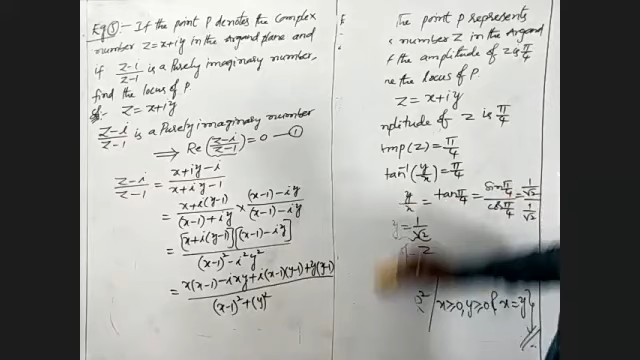 Eg ① :- If the point P denotes the complex
number z = x+iy in the Argand plane and
if (z-i)/(z-1) is a Purely imaginary number,
find the locus of P
Sol:- z = x+iy
(z-i)/(z-1) is a Purely imaginary number
⟹ Re((z-i)/(z-1)) = 0 — ①
(z-i)/(z-1) = (x+iy-i)/(x+iy-1)
= (x+i(y-1))/((x-1)+iy) × ((x-1)-iy)/((x-1)-iy)
= [x+i(y-1)][(x-1)-iy]/((x-1)²-i²y²)
= (x(x-1)-ixy+i(x-1)(y-1)+y(y-1))/((x-1)²+(y)²)
The point P represents
number z in the Argand
the amplitude of z is π/4
the locus of P.
z = x+iy
amplitude of z is π/4
Amp(z) = π/4
tan⁻¹(y/x) = π/4
y/x = tan π/4 = (sin π/4)/(cos π/4) = (1/√2)/(1/√2)
x≥0, y≥0 { x=y }